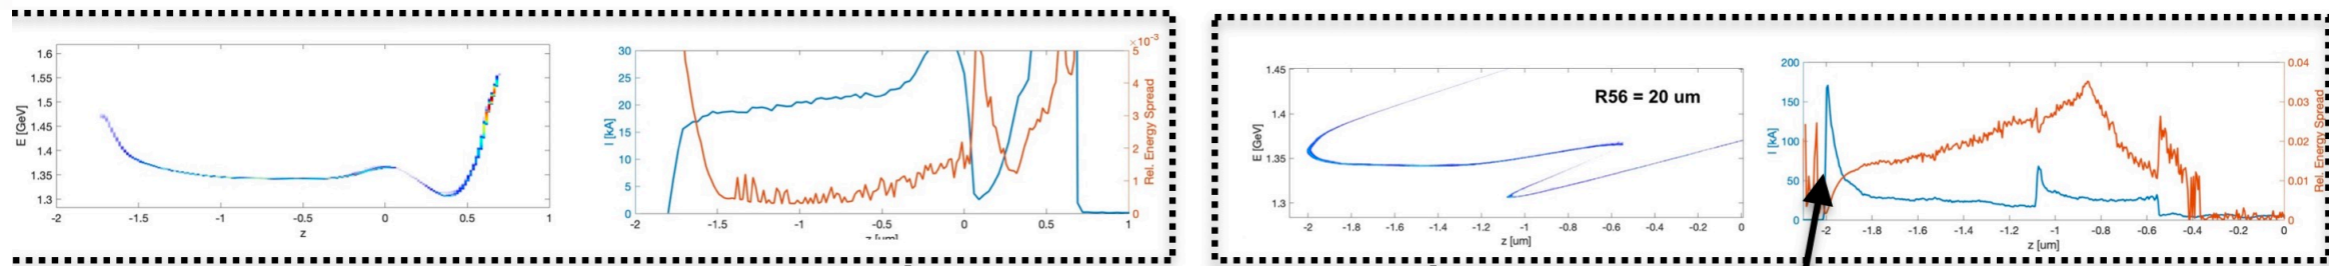 1.6
1.55
1.5
1.45
1.4
1.35
1.3
E [GeV]
-2 -1.5 -1 -0.5 0 0.5 1
z
30
25
20
15
10
5
0
I [kA]
×10⁻³
5
4
3
2
1
0
Rel. Energy Spread
-2 -1.5 -1 -0.5 0 0.5 1
z [um]
1.45
1.4
1.35
1.3
E [GeV]
R56 = 20 um
-2 -1.8 -1.6 -1.4 -1.2 -1 -0.8 -0.6 -0.4 -0.2 0
z [um]
200
150
100
50
0
I [kA]
0.04
0.03
0.02
0.01
0
Rel. Energy Spread
-2 -1.8 -1.6 -1.4 -1.2 -1 -0.8 -0.6 -0.4 -0.2 0
z [um]